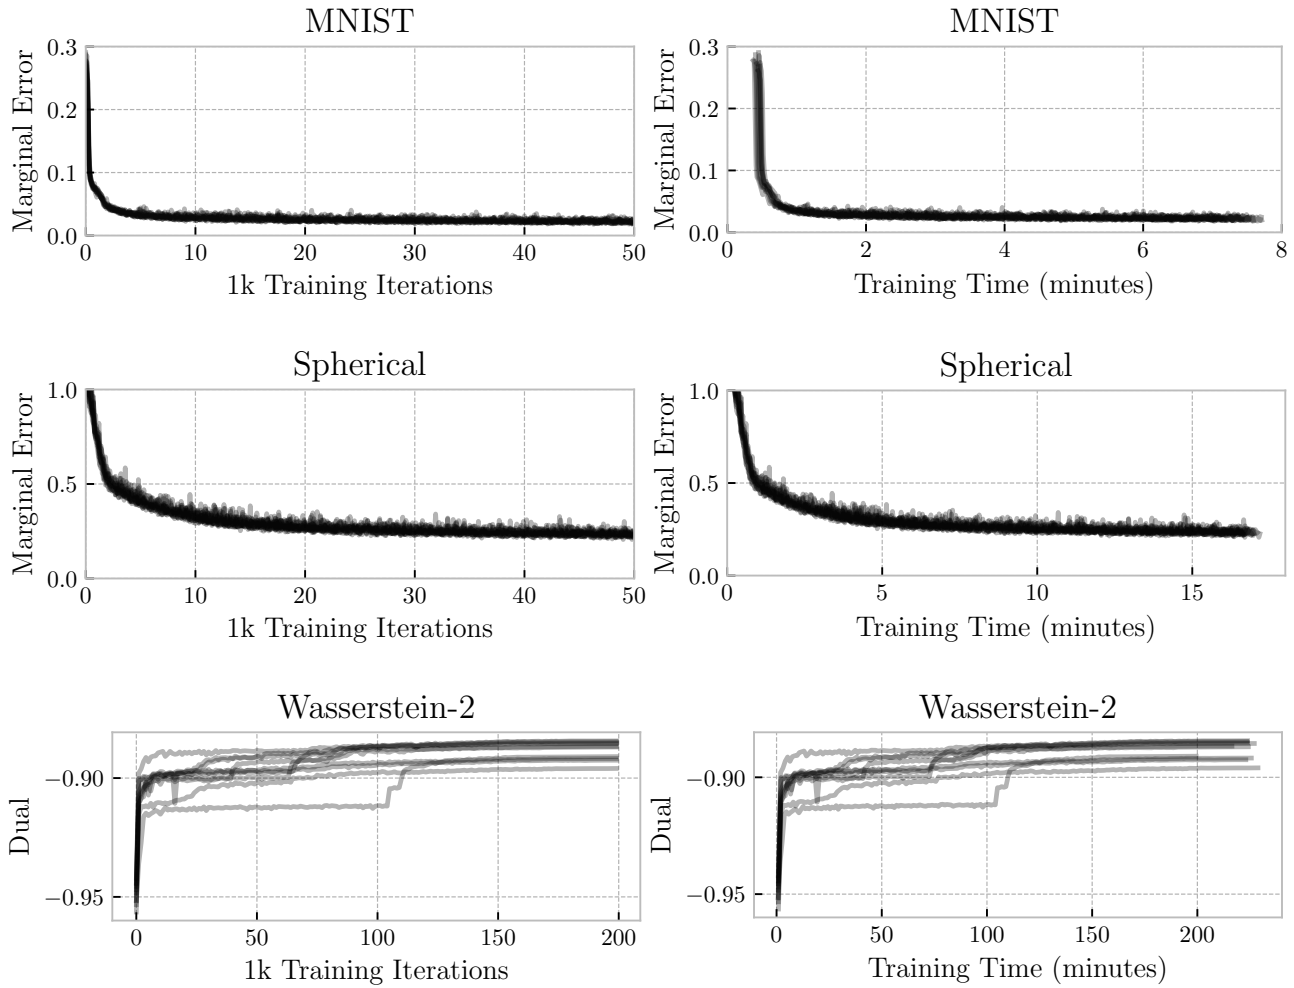 MNIST
Marginal Error
0.3
0.2
0.1
0.0
0 10 20 30 40 50
1k Training Iterations
MNIST
Marginal Error
0.3
0.2
0.1
0.0
0 2 4 6 8
Training Time (minutes)
Spherical
Marginal Error
1.0
0.5
0.0
0 10 20 30 40 50
1k Training Iterations
Spherical
Marginal Error
1.0
0.5
0.0
0 5 10 15
Training Time (minutes)
Wasserstein-2
Dual
−0.90
−0.95
0 50 100 150 200
1k Training Iterations
Wasserstein-2
Dual
−0.90
−0.95
0 50 100 150 200
Training Time (minutes)